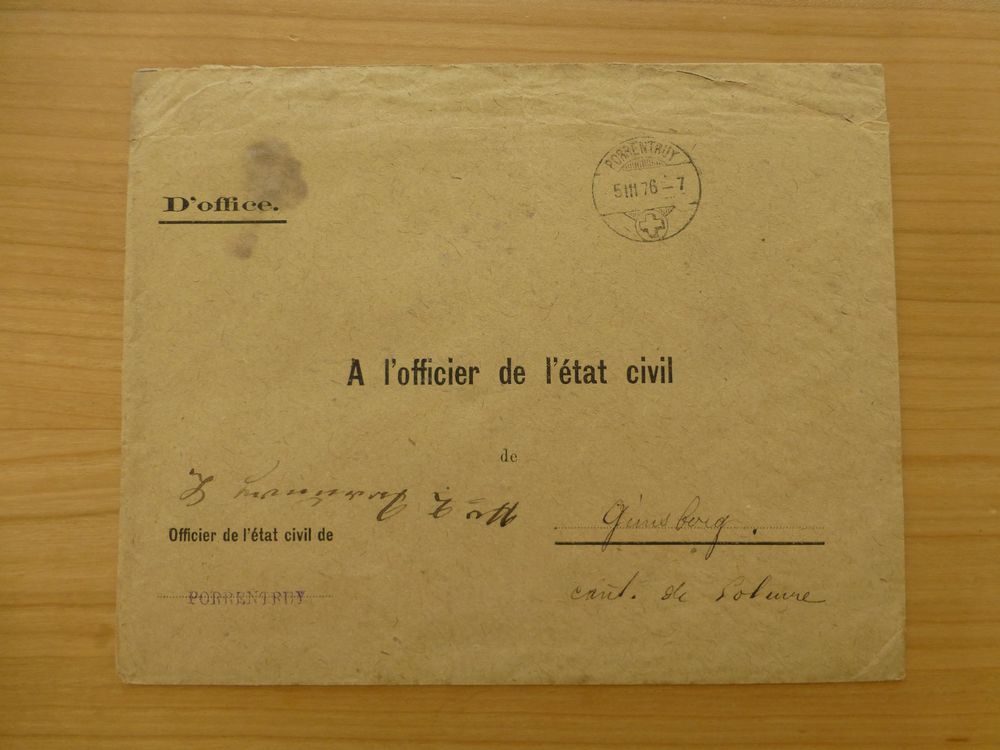 PORRENTRUY
5 III 76 – 7
D'office.
A l'officier de l'état civil
de
Officier de l'état civil de
Günsberg.
PORRENTRUY
cant. de Soleure